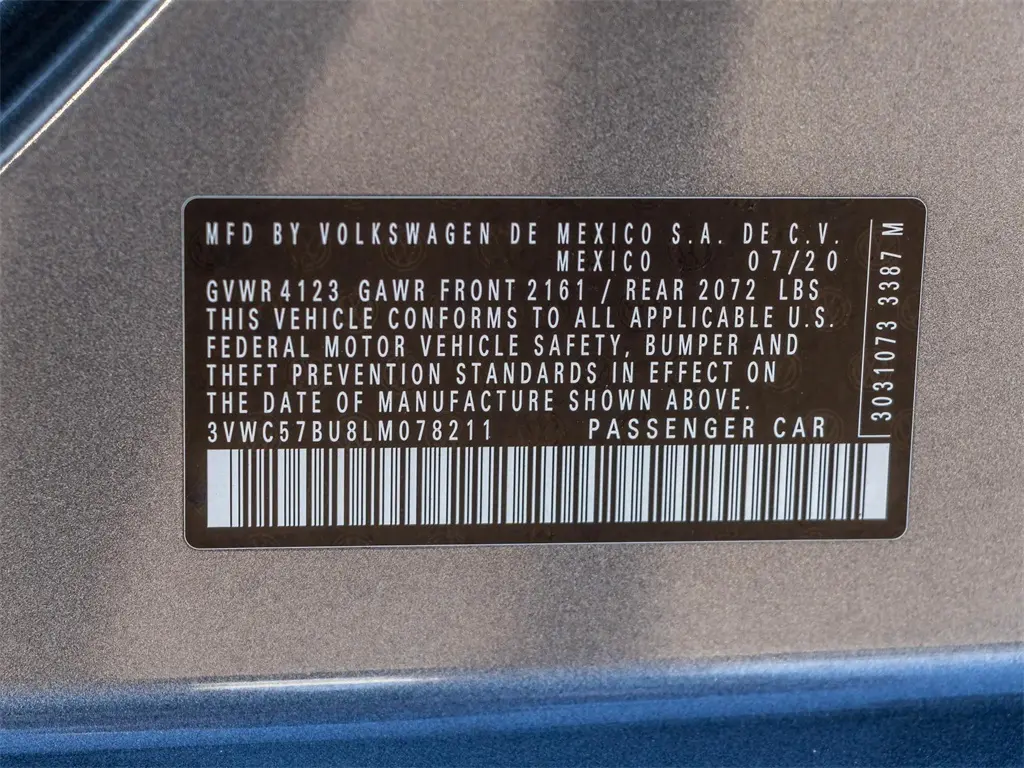 MFD BY VOLKSWAGEN DE MEXICO S.A. DE C.V.
MEXICO 07/20
GVWR 4123 GAWR FRONT 2161 / REAR 2072 LBS
THIS VEHICLE CONFORMS TO ALL APPLICABLE U.S.
FEDERAL MOTOR VEHICLE SAFETY, BUMPER AND
THEFT PREVENTION STANDARDS IN EFFECT ON
THE DATE OF MANUFACTURE SHOWN ABOVE.
3VWC57BU8LM078211 PASSENGER CAR
3031073 3387 M